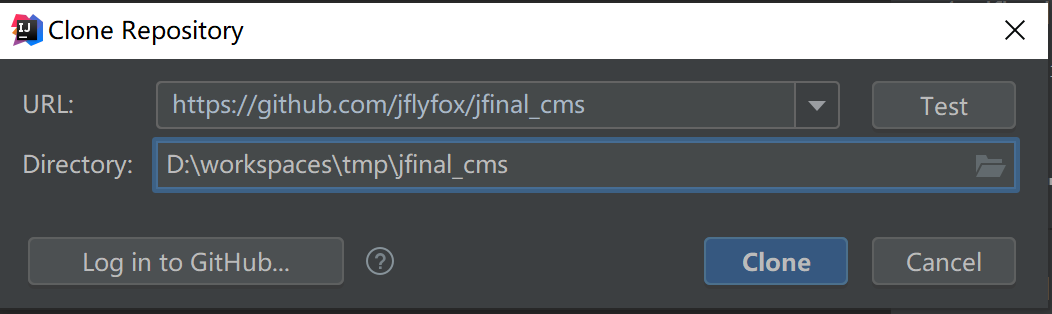 IJ Clone Repository
URL: https://github.com/jflyfox/jfinal_cms Test
Directory: D:\workspaces\tmp\jfinal_cms
Log in to GitHub... ? Clone Cancel